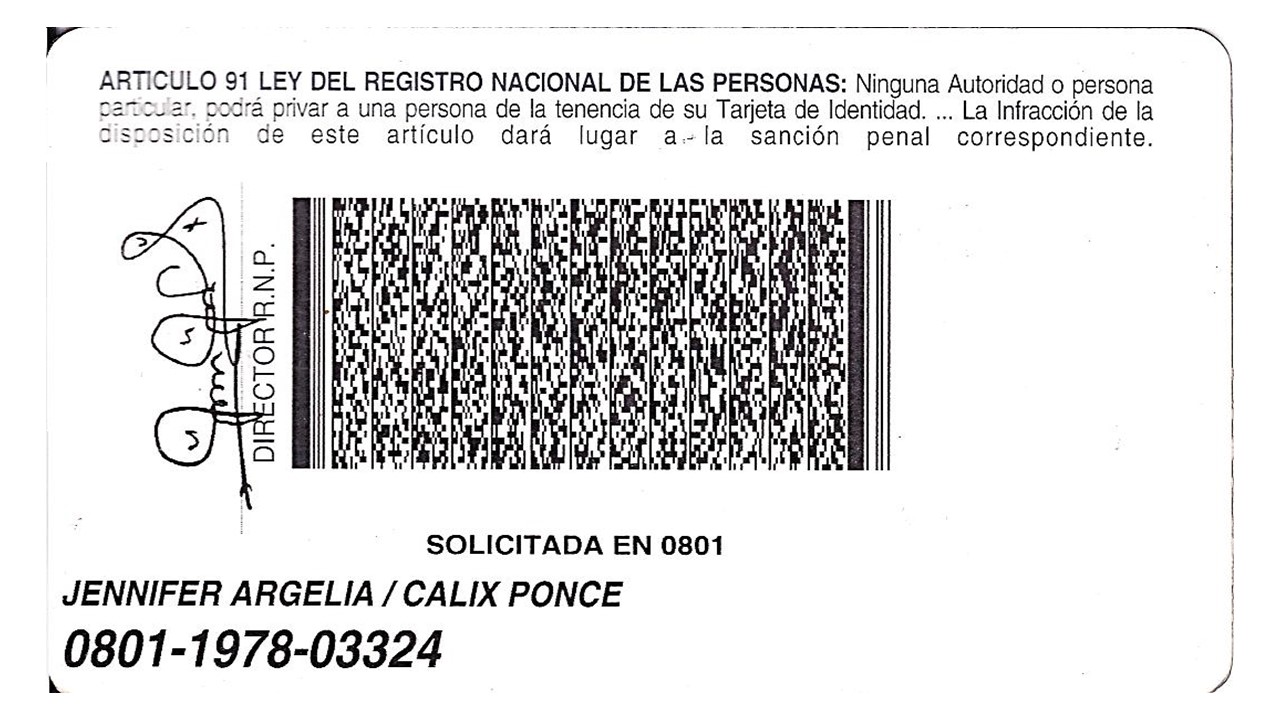 ARTICULO 91 LEY DEL REGISTRO NACIONAL DE LAS PERSONAS: Ninguna Autoridad o persona
particular, podrá privar a una persona de la tenencia de su Tarjeta de Identidad. ... La Infracción de la
disposición de este artículo dará lugar a la sanción penal correspondiente.
DIRECTOR R.N.P.
SOLICITADA EN 0801
JENNIFER ARGELIA / CALIX PONCE
0801-1978-03324